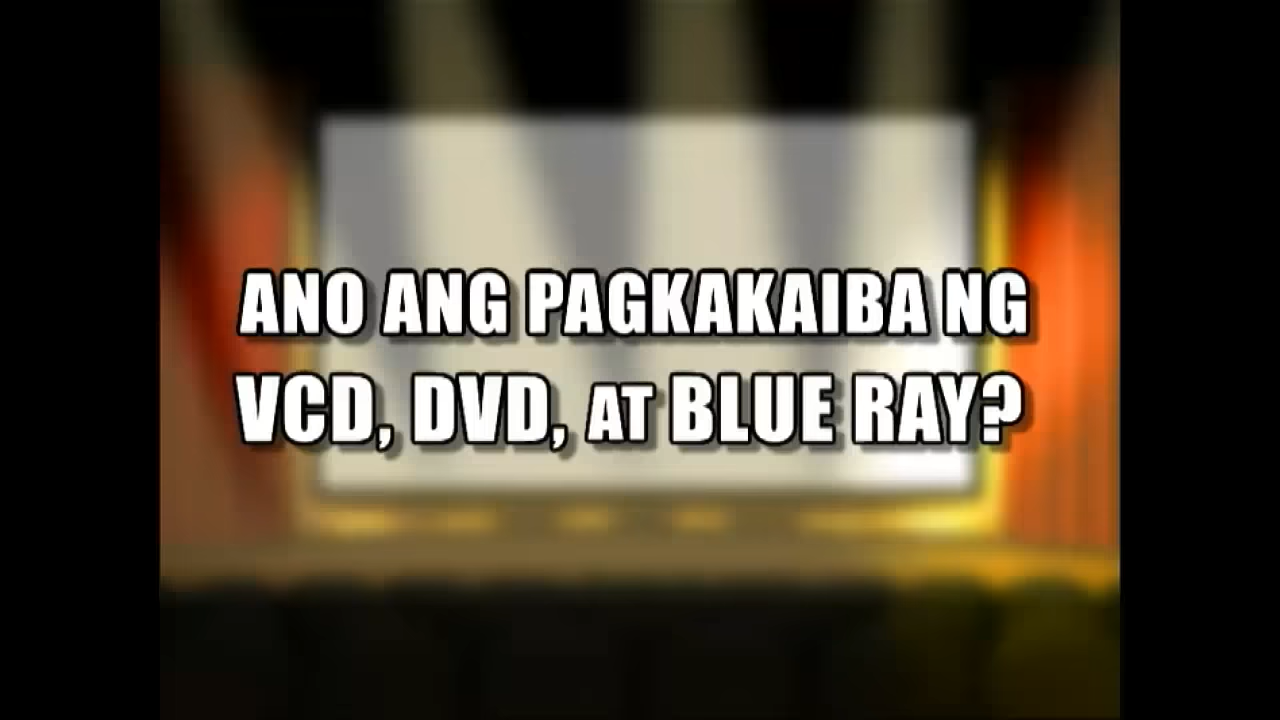 ANO ANG PAGKAKAIBA NG
VCD, DVD, AT BLUE RAY?